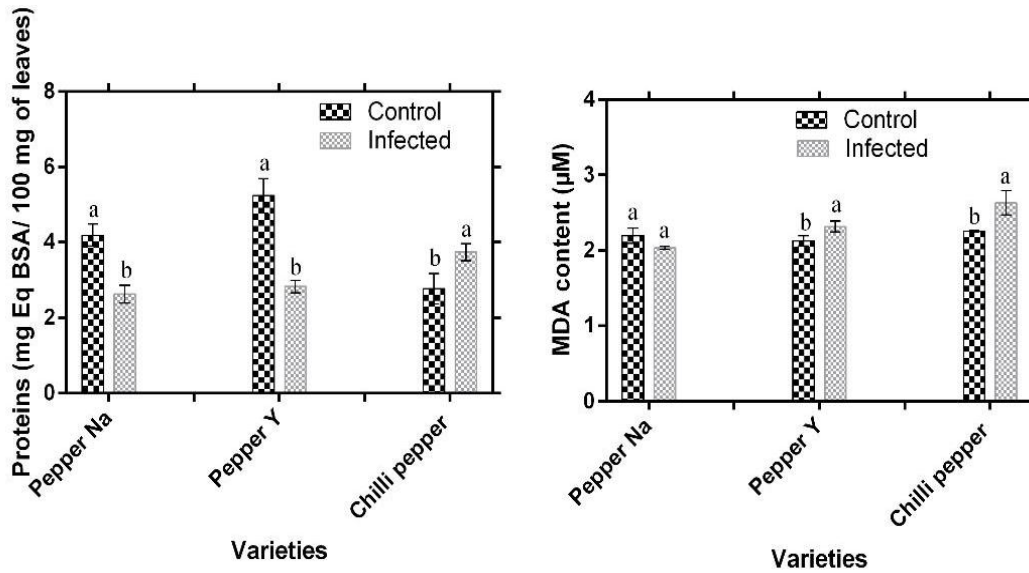 Proteins (mg Eq BSA/ 100 mg of leaves)
8
6
4
2
0
Control
Infected
a
b
a
b
b
a
Pepper Na
Pepper Y
Chilli pepper
Varieties
MDA content (µM)
4
3
2
1
0
Control
Infected
a
a
b
a
b
a
Pepper Na
Pepper Y
Chilli pepper
Varieties